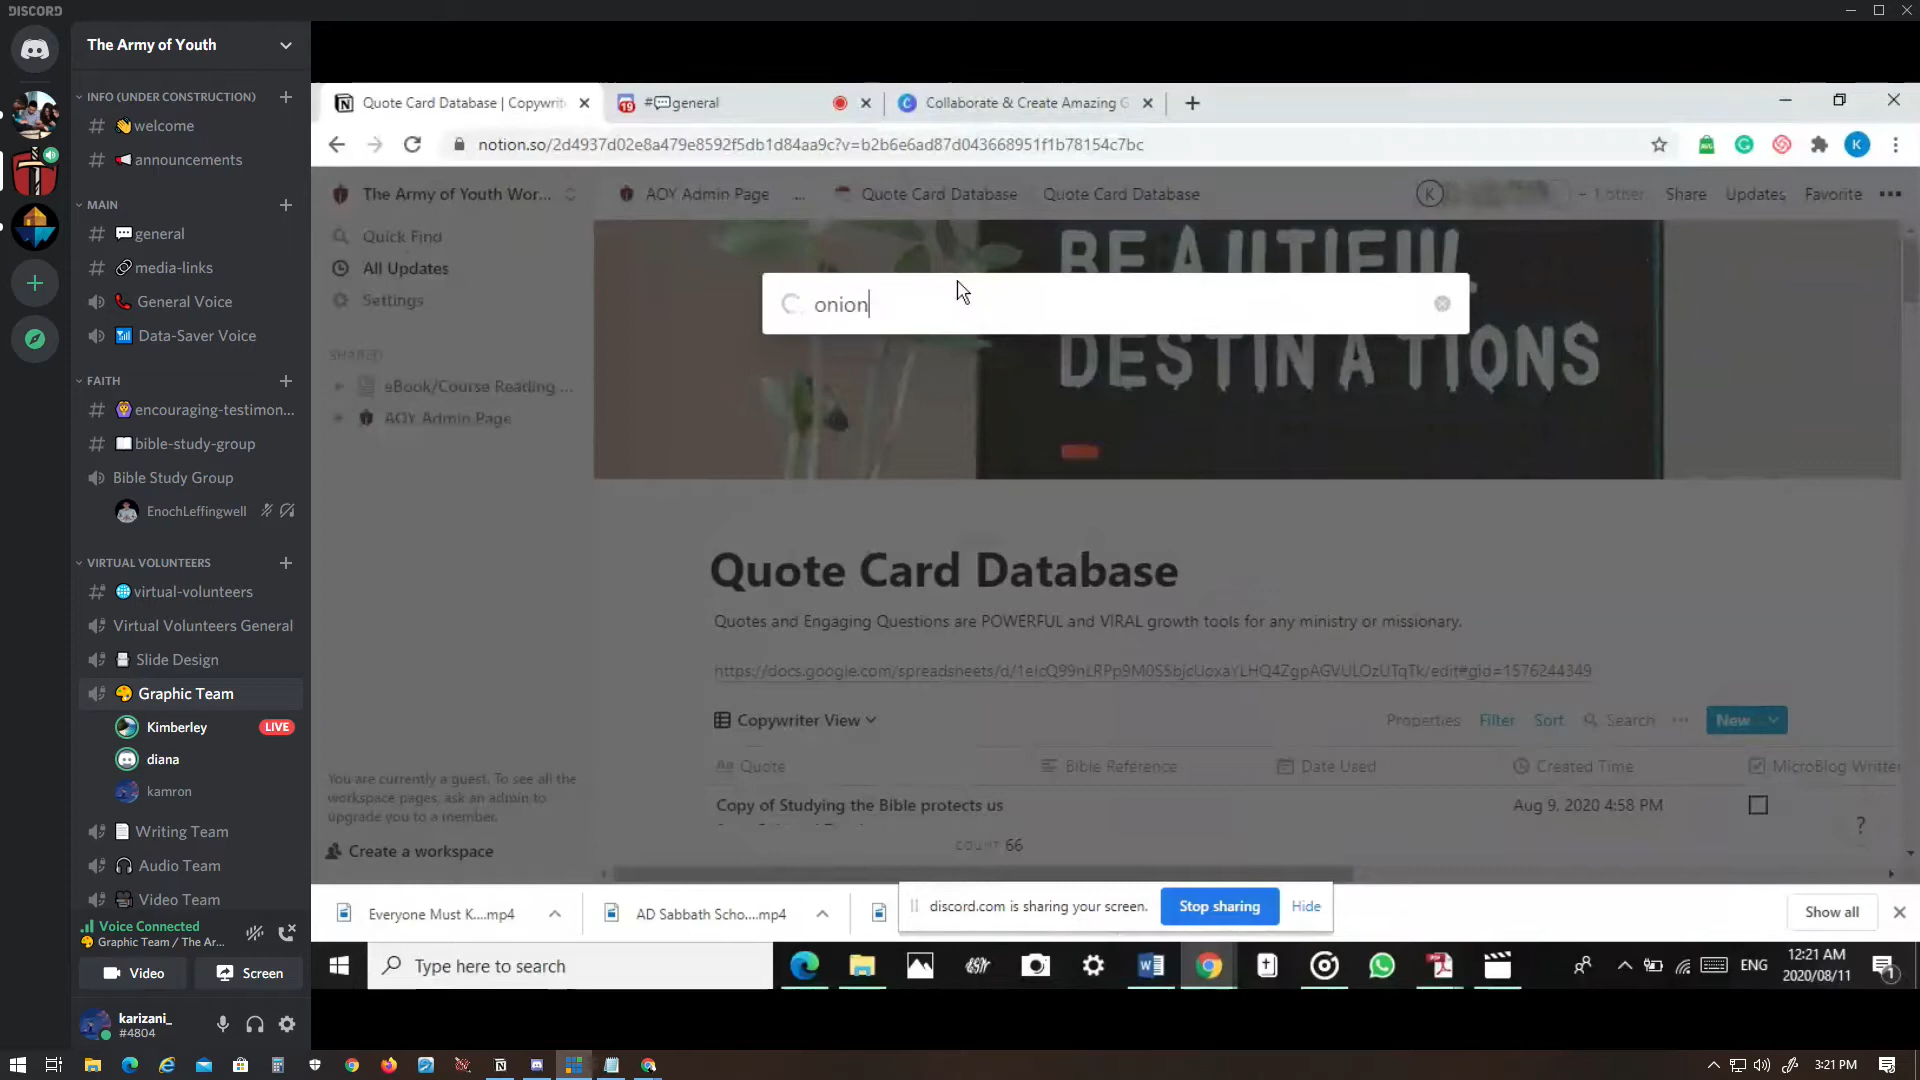 DISCORD
The Army of Youth
INFO (UNDER CONSTRUCTION)
welcome
announcements
MAIN
general
media-links
General Voice
Data-Saver Voice
FAITH
encouraging-testimon...
bible-study-group
Bible Study Group
EnochLeffingwell
VIRTUAL VOLUNTEERS
virtual-volunteers
Virtual Volunteers General
Slide Design
Graphic Team
Kimberley LIVE
diana
kamron
Writing Team
Audio Team
Video Team
Voice Connected
Graphic Team / The Ar...
Video Screen
karizani_
#4804
Quote Card Database | Copywrit
19 #general
Collaborate & Create Amazing G
notion.so/2d4937d02e8a479e8592f5db1d84aa9c?v=b2b6e6ad87d043668951f1b78154c7bc
K
The Army of Youth Wor...
AOY Admin Page ... Quote Card Database Quote Card Database
K + 1 other Share Updates Favorite
Quick Find
All Updates
Settings
SHARED
eBook/Course Reading ...
AOY Admin Page
onion
DESTINATIONS
Quote Card Database
Quotes and Engaging Questions are POWERFUL and VIRAL growth tools for any ministry or missionary.
Copywriter View
Properties Filter Sort Search New
Aa Quote Bible Reference Date Used Created Time MicroBlog Writter
Copy of Studying the Bible protects us Aug 9, 2020 4:58 PM
COUNT 66
?
You are currently a guest. To see all the
workspace pages, ask an admin to
upgrade you to a member.
Create a workspace
Everyone Must K....mp4
AD Sabbath Scho....mp4
discord.com is sharing your screen. Stop sharing Hide
Show all
Type here to search
ENG
12:21 AM
2020/08/11
1
3:21 PM